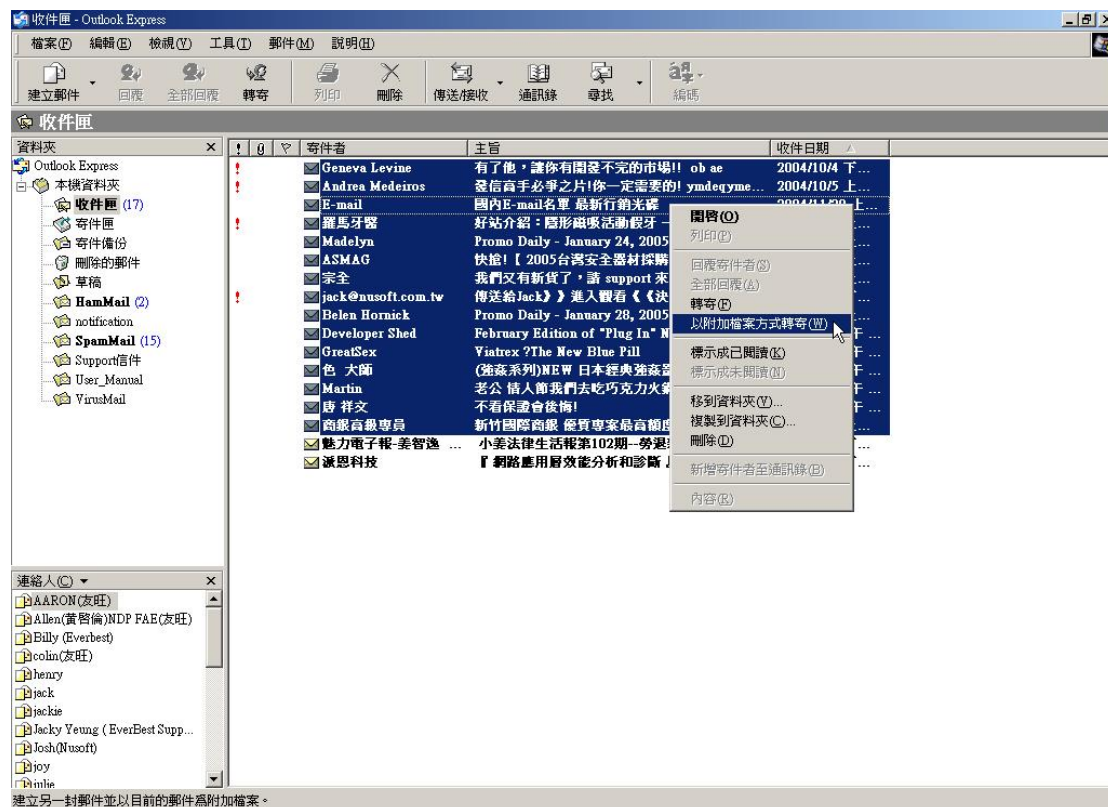 收件匣 - Outlook Express
檔案(F) 編輯(E) 檢視(V) 工具(T) 郵件(M) 說明(H)
建立郵件 回覆 全部回覆 轉寄 列印 刪除 傳送/接收 通訊錄 尋找 編碼
收件匣
資料夾
Outlook Express
本機資料夾
收件匣 (17)
寄件匣
寄件備份
刪除的郵件
草稿
HamMail (2)
notification
SpamMail (15)
Support信件
User_Manual
VirusMail
! 寄件者 主旨 收件日期
! Geneva Levine 有了他，讓你有開發不完的市場!! ob ae 2004/10/4 下...
! Andrea Medeiros 發信高手必爭之片!你一定需要的! ymdeqyme... 2004/10/5 上...
E-mail 國內E-mail名單 最新行銷光碟 2004/11/29 上...
! 羅馬牙醫 好站介紹：隱形磁吸活動假牙
Madelyn Promo Daily - January 24, 2005
ASMAG 快搶!【 2005台灣安全器材採購
宗全 我們又有新貨了，請 support 來
! jack@nusoft.com.tw 傳送給Jack》》進入觀看《《決
Belen Hornick Promo Daily - January 28, 2005
Developer Shed February Edition of "Plug In" N
GreatSex Viatrex ?The New Blue Pill
色 大師 (強姦系列)NEW 日本經典強姦
Martin 老公 情人節我們去吃巧克力火鍋
唐 祥文 不看保證會後悔!
商銀高級專員 新竹國際商銀 優質專案最高額度
魅力電子報-姜智逸 ... 小姜法律生活報第102期--勞退
派恩科技 『 網路應用層效能分析和診斷 』
開啟(O)
列印(P)
回覆寄件者(S)
全部回覆(A)
轉寄(F)
以附加檔案方式轉寄(W)
標示成已閱讀(K)
標示成未閱讀(N)
移到資料夾(V)...
複製到資料夾(C)...
刪除(D)
新增寄件者至通訊錄(B)
內容(R)
連絡人(C)
AARON(友旺)
Allen(黃啓倫)NDP FAE(友旺)
Billy (Everbest)
colin(友旺)
henry
jack
jackie
Jacky Yeung ( EverBest Supp...
Josh(Nusoft)
joy
julie
建立另一封郵件並以目前的郵件為附加檔案。